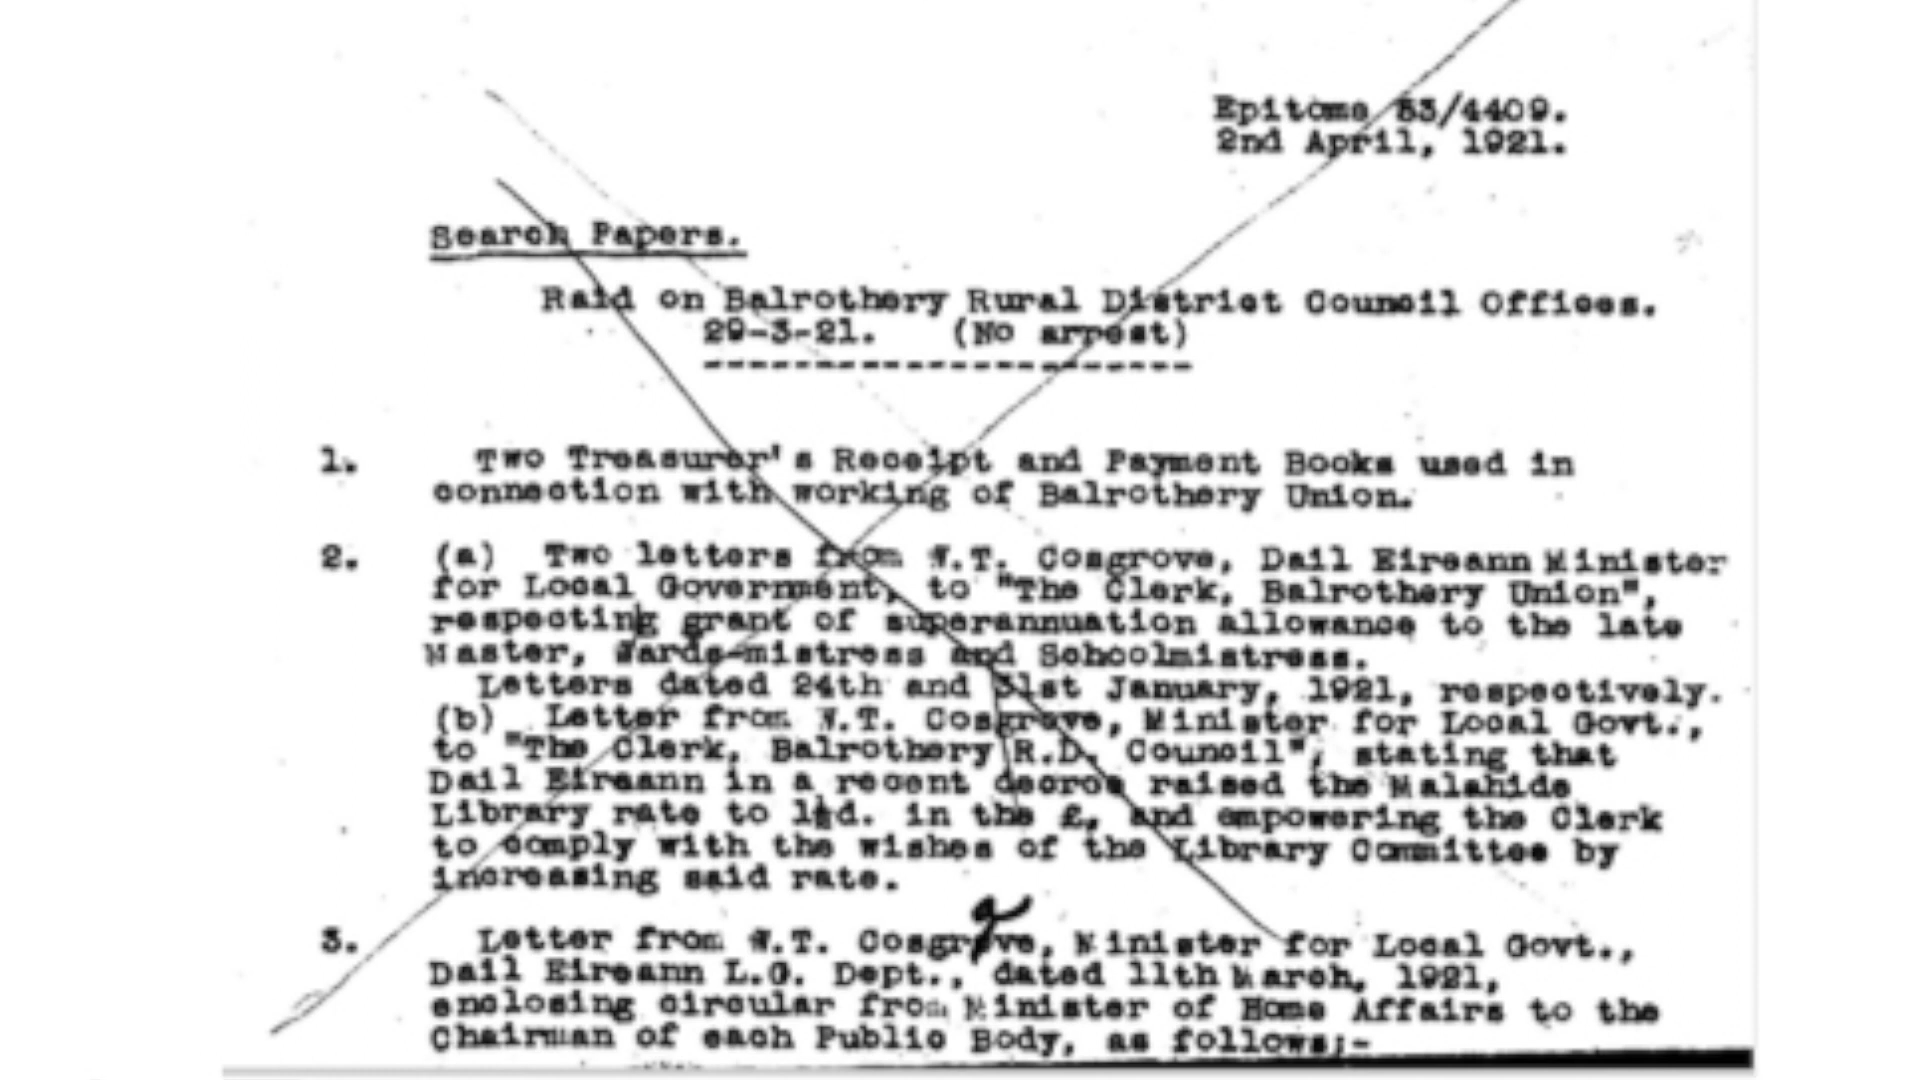 Epitome 53/4409.
2nd April, 1921.
Search Papers.
Raid on Balrothery Rural District Council Offices.
29-3-21. (No arrest)
----------------------
1. Two Treasurer's Receipt and Payment Books used in
connection with working of Balrothery Union.
2. (a) Two letters from W.T. Cosgrove, Dail Eireann Minister
for Local Government, to "The Clerk, Balrothery Union",
respecting grant of superannuation allowance to the late
Master, Wards-mistress and Schoolmistress.
Letters dated 24th and 31st January, 1921, respectively.
(b) Letter from W.T. Cosgrove, Minister for Local Govt.,
to "The Clerk, Balrothery R.D. Council", stating that
Dail Eireann in a recent decree raised the Malahide
Library rate to 1½d. in the £, and empowering the Clerk
to comply with the wishes of the Library Committee by
increasing said rate.
3. Letter from W.T. Cosgrave, Minister for Local Govt.,
Dail Eireann L.G. Dept., dated 11th March, 1921,
enclosing circular from Minister of Home Affairs to the
Chairman of each Public Body, as follows;-